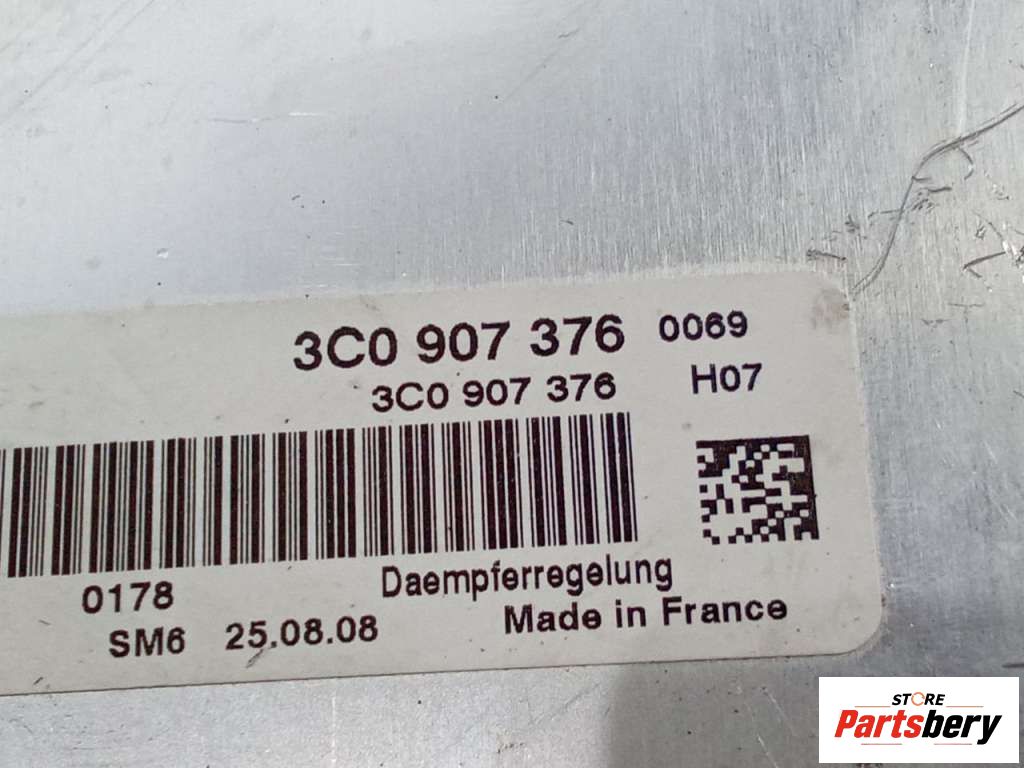 3C0 907 376 0069
3C0 907 376 H07
0178 Daempferregelung
SM6 25.08.08 Made in France
STORE
Partsbery